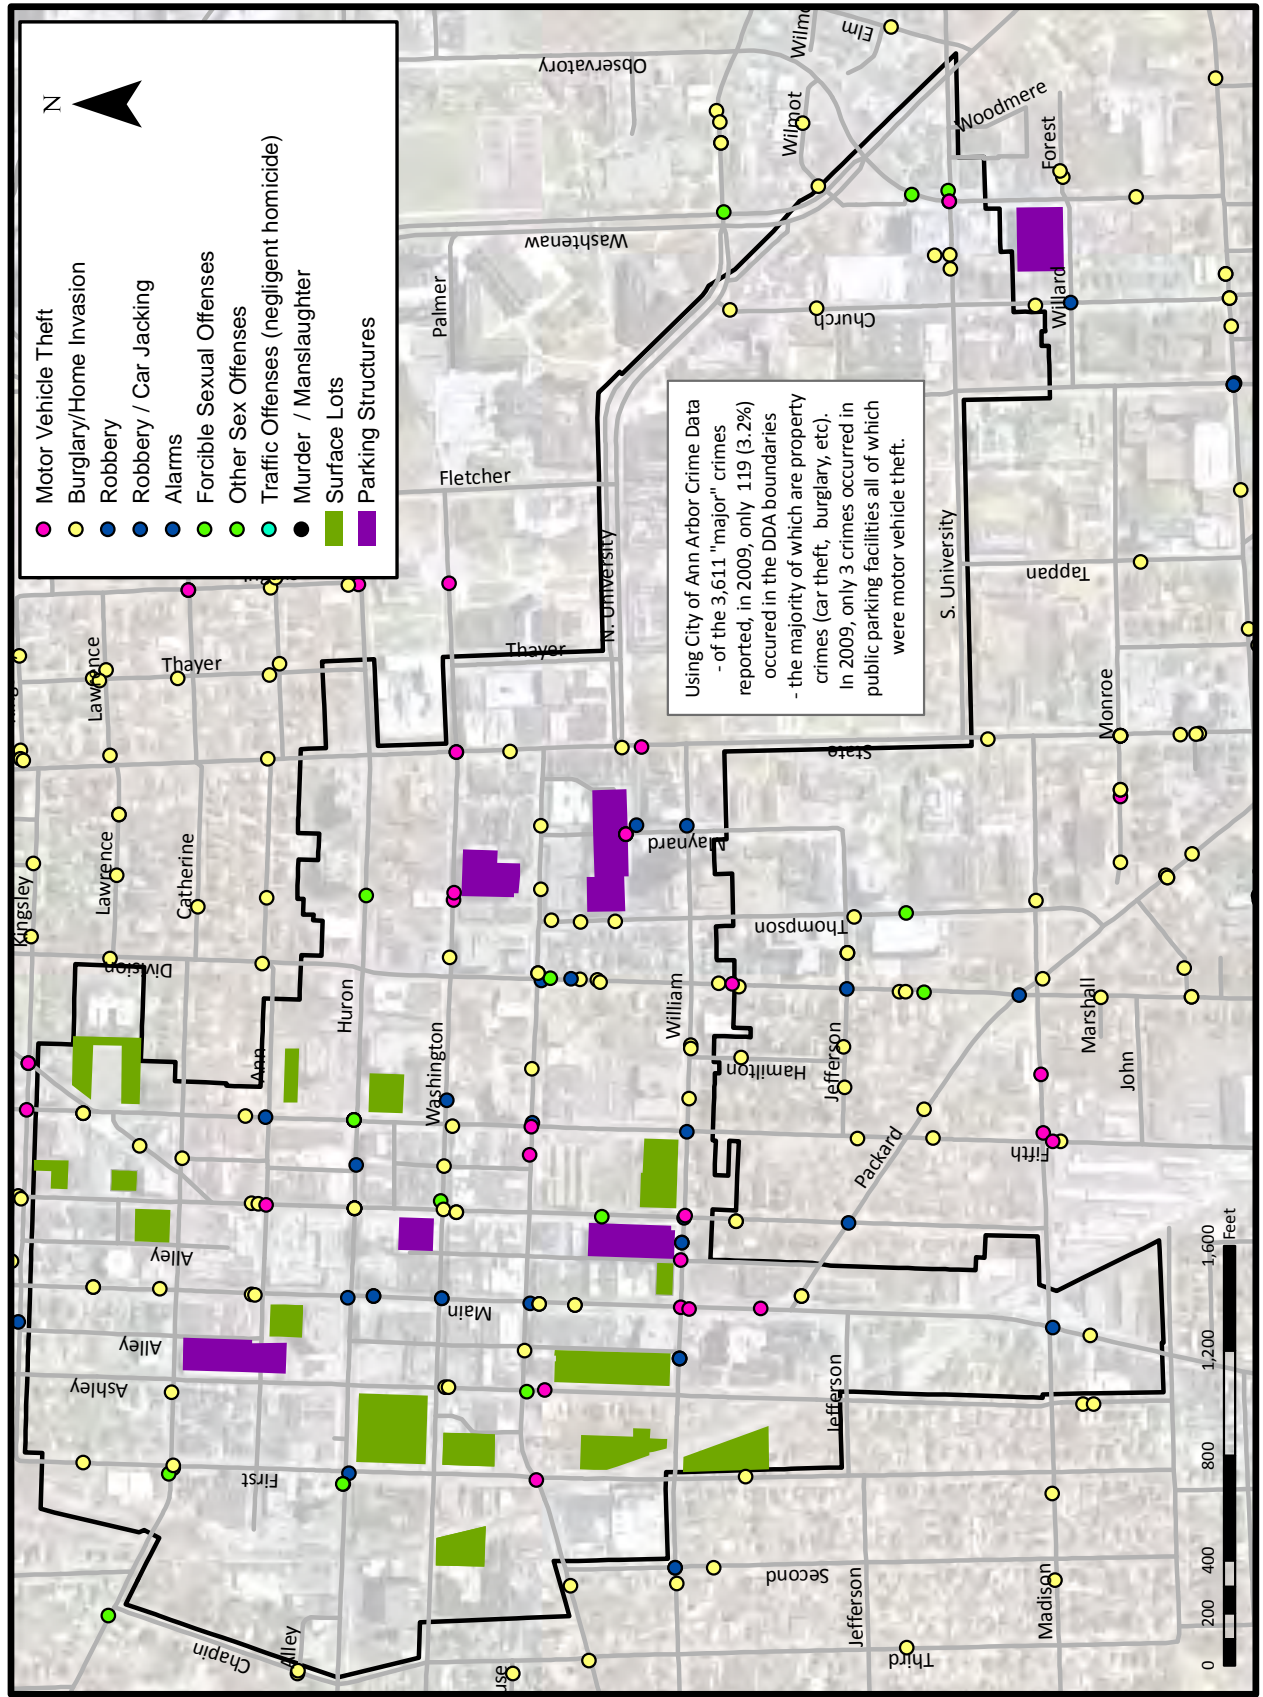 N
Motor Vehicle Theft
Burglary/Home Invasion
Robbery
Robbery / Car Jacking
Alarms
Forcible Sexual Offenses
Other Sex Offenses
Traffic Offenses (negligent homicide)
Murder / Manslaughter
Surface Lots
Parking Structures
Using City of Ann Arbor Crime Data
- of the 3,611 "major" crimes
reported, in 2009, only 119 (3.2%)
occured in the DDA boundaries
- the majority of which are property
crimes (car theft, burglary, etc).
In 2009, only 3 crimes occurred in
public parking facilities all of which
were motor vehicle theft.
Observatory
Wilmot
Elm
Woodmere
Forest
Washtenaw
Palmer
Church
Willard
Fletcher
N. University
S. University
Tappan
Thayer
Thayer
Lawrence
State
Monroe
Maynard
Kingsley
Lawrence
Catherine
Division
Thompson
Huron
Ann
Washington
William
Hamilton
Jefferson
Marshall
John
Packard
Fifth
Alley
Main
Alley
Ashley
Jefferson
First
Second
Jefferson
Madison
Third
Chapin
Alley
0 200 400 800 1,200 1,600
Feet